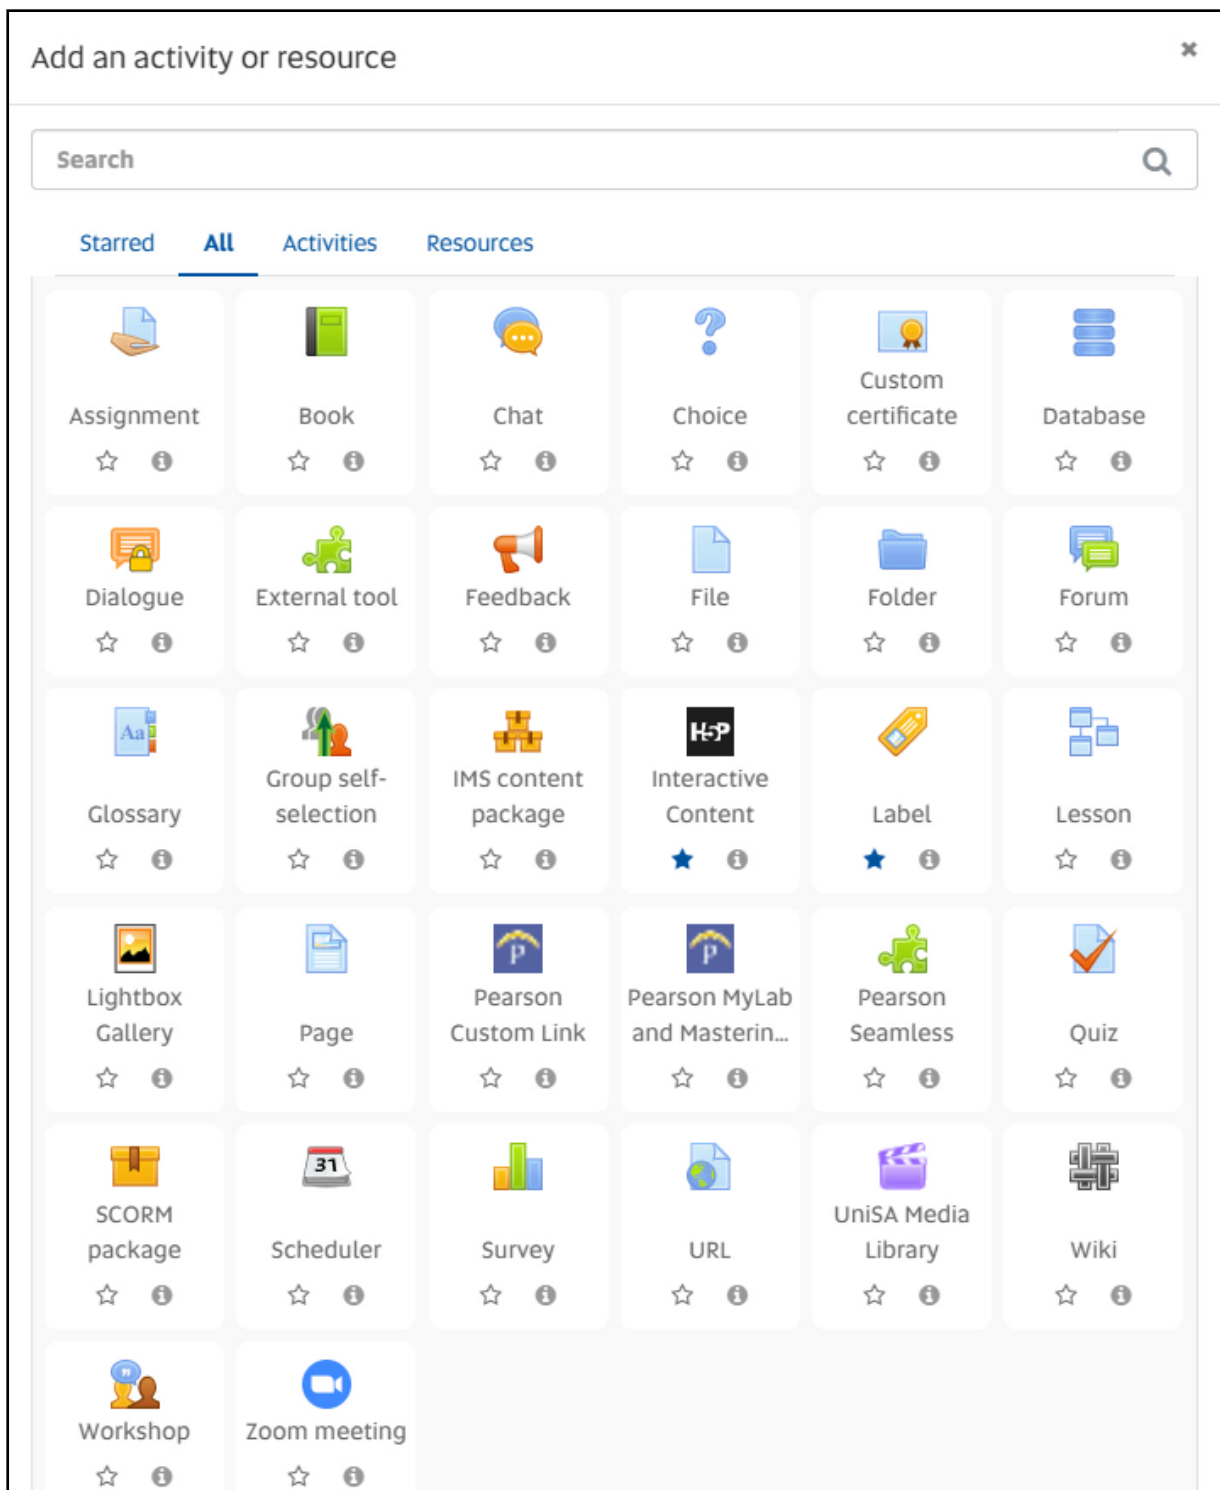 Add an activity or resource
Search
Starred All Activities Resources
Assignment Book Chat Choice Custom certificate Database
Dialogue External tool Feedback File Folder Forum
Aa H5P
Glossary Group self-selection IMS content package Interactive Content Label Lesson
P P
Lightbox Gallery Page Pearson Custom Link Pearson MyLab and Masterin... Pearson Seamless Quiz
31
SCORM package Scheduler Survey URL UniSA Media Library Wiki
Workshop Zoom meeting